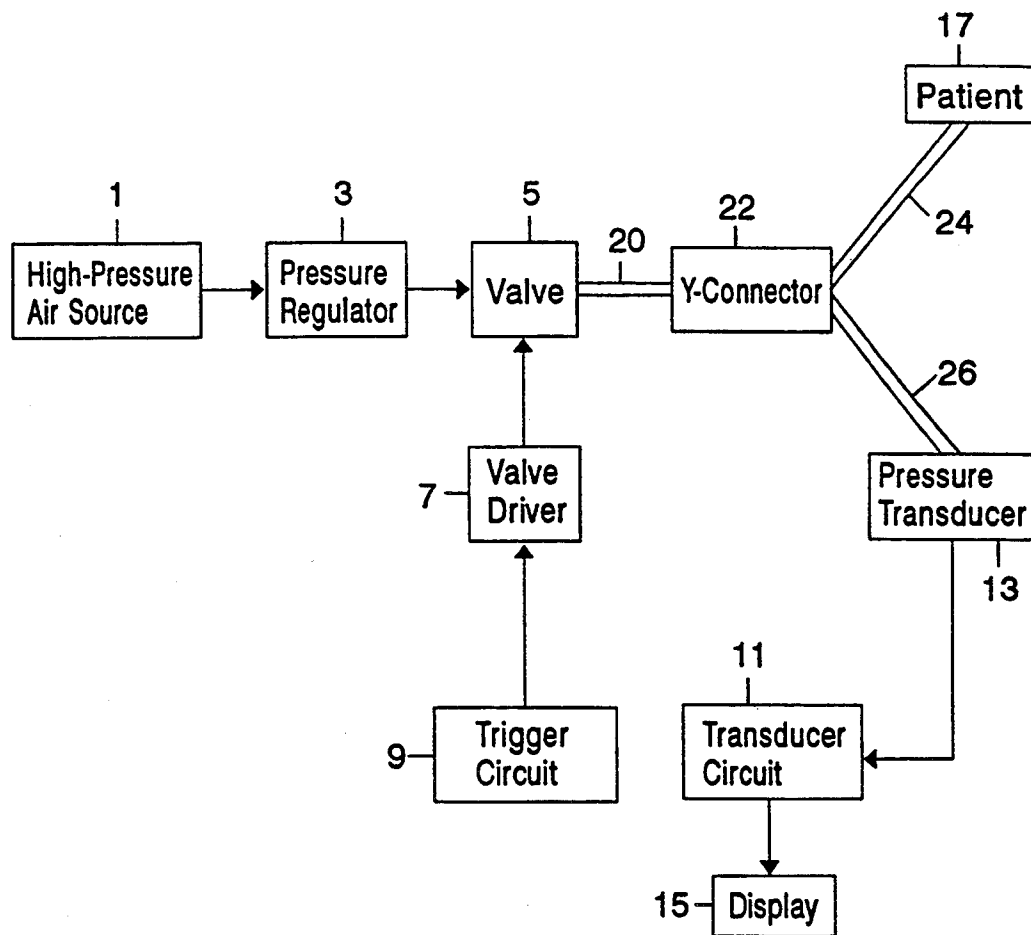 17
Patient
1
3
5
22
20
24
High-Pressure
Air Source
Pressure
Regulator
Valve
Y-Connector
26
7
Valve
Driver
Pressure
Transducer
13
11
9
Trigger
Circuit
Transducer
Circuit
15
Display